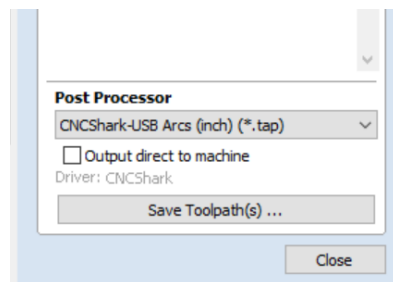 Post Processor
CNCShark-USB Arcs (inch) (*.tap)
Output direct to machine
Driver: CNCShark
Save Toolpath(s) ...
Close